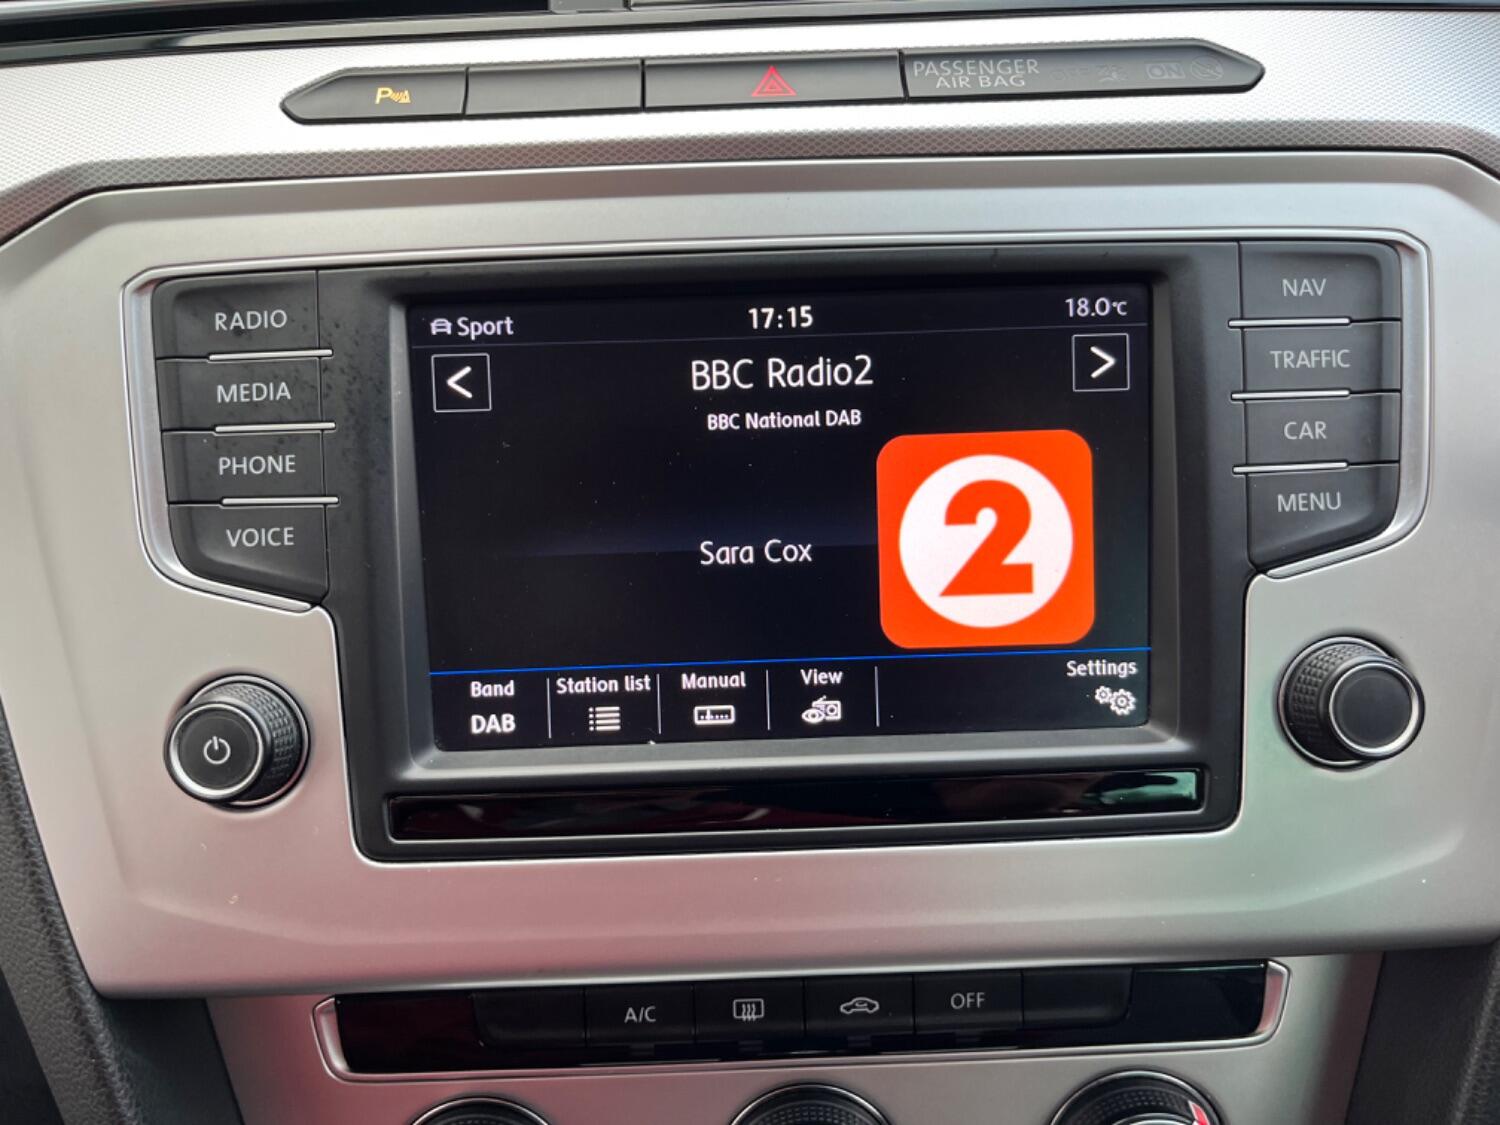 P
PASSENGER
AIR BAG
OFF
ON
RADIO
MEDIA
PHONE
VOICE
Sport
17:15
18.0°C
<
BBC Radio2
>
BBC National DAB
2
Sara Cox
Band
DAB
Station list
Manual
View
Settings
NAV
TRAFFIC
CAR
MENU
A/C
OFF